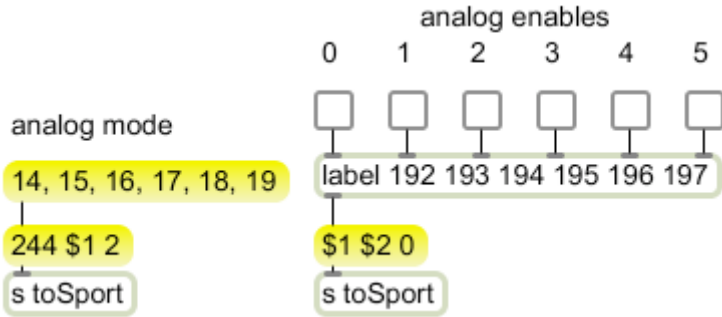 analog enables
0 1 2 3 4 5
analog mode
14, 15, 16, 17, 18, 19
label 192 193 194 195 196 197
244 $1 2
$1 $2 0
s toSport
s toSport